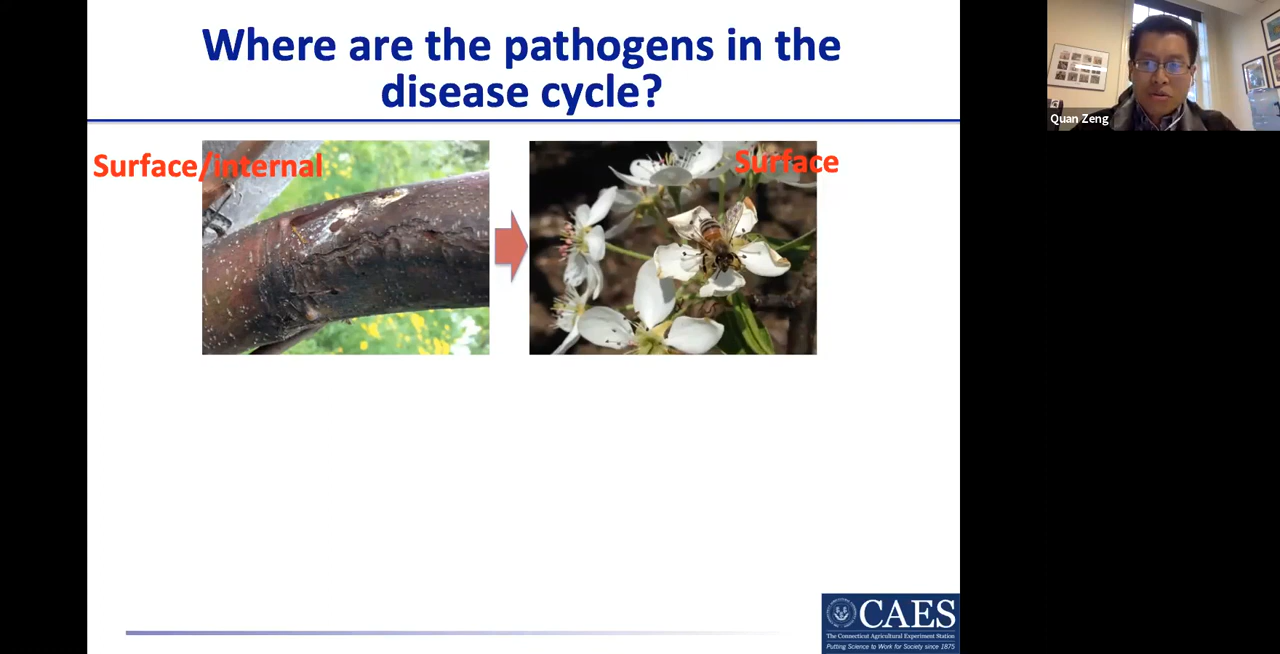 Where are the pathogens in the
disease cycle?
Surface/internal
Surface
Quan Zeng
CAES
The Connecticut Agricultural Experiment Station
Putting Science to Work for Society since 1875